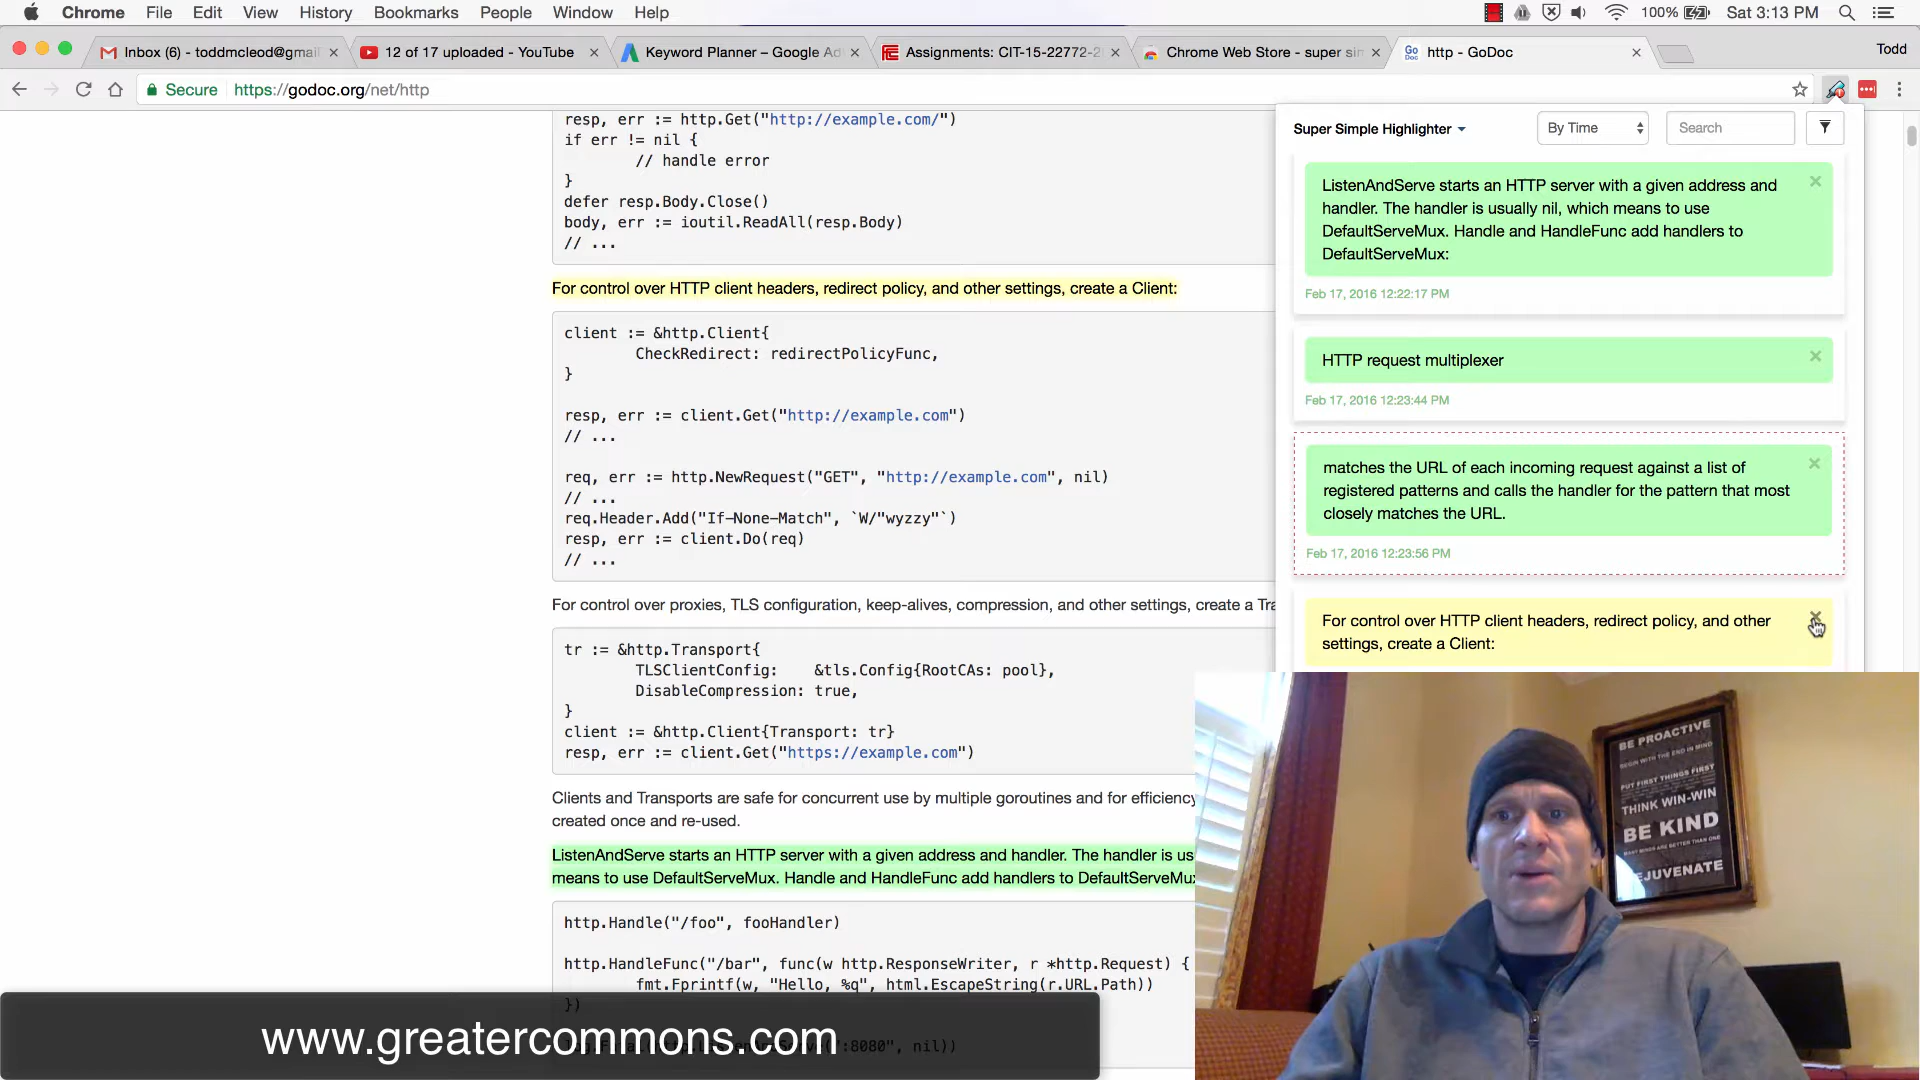 Chrome File Edit View History Bookmarks People Window Help 100% Sat 3:13 PM
Inbox (6) - toddmcleod@gmai 12 of 17 uploaded - YouTube Keyword Planner – Google Ad Assignments: CIT-15-22772-2 Chrome Web Store - super sim http - GoDoc Todd
Secure https://godoc.org/net/http
resp, err := http.Get("http://example.com/")
if err != nil {
// handle error
}
defer resp.Body.Close()
body, err := ioutil.ReadAll(resp.Body)
// ...
For control over HTTP client headers, redirect policy, and other settings, create a Client:
client := &http.Client{
CheckRedirect: redirectPolicyFunc,
}
resp, err := client.Get("http://example.com")
// ...
req, err := http.NewRequest("GET", "http://example.com", nil)
// ...
req.Header.Add("If-None-Match", `W/"wyzzy"`)
resp, err := client.Do(req)
// ...
For control over proxies, TLS configuration, keep-alives, compression, and other settings, create a Tra
tr := &http.Transport{
TLSClientConfig: &tls.Config{RootCAs: pool},
DisableCompression: true,
}
client := &http.Client{Transport: tr}
resp, err := client.Get("https://example.com")
Clients and Transports are safe for concurrent use by multiple goroutines and for efficiency
created once and re-used.
ListenAndServe starts an HTTP server with a given address and handler. The handler is us
means to use DefaultServeMux. Handle and HandleFunc add handlers to DefaultServeMux
http.Handle("/foo", fooHandler)
http.HandleFunc("/bar", func(w http.ResponseWriter, r *http.Request) {
fmt.Fprintf(w, "Hello, %q", html.EscapeString(r.URL.Path))
})
:8080", nil))
www.greatercommons.com
Super Simple Highlighter By Time Search
ListenAndServe starts an HTTP server with a given address and
handler. The handler is usually nil, which means to use
DefaultServeMux. Handle and HandleFunc add handlers to
DefaultServeMux:
Feb 17, 2016 12:22:17 PM
HTTP request multiplexer
Feb 17, 2016 12:23:44 PM
matches the URL of each incoming request against a list of
registered patterns and calls the handler for the pattern that most
closely matches the URL.
Feb 17, 2016 12:23:56 PM
For control over HTTP client headers, redirect policy, and other
settings, create a Client:
BE PROACTIVE
BEGIN WITH THE END IN MIND
PUT FIRST THINGS FIRST
THINK WIN-WIN
BE KIND
REJUVENATE